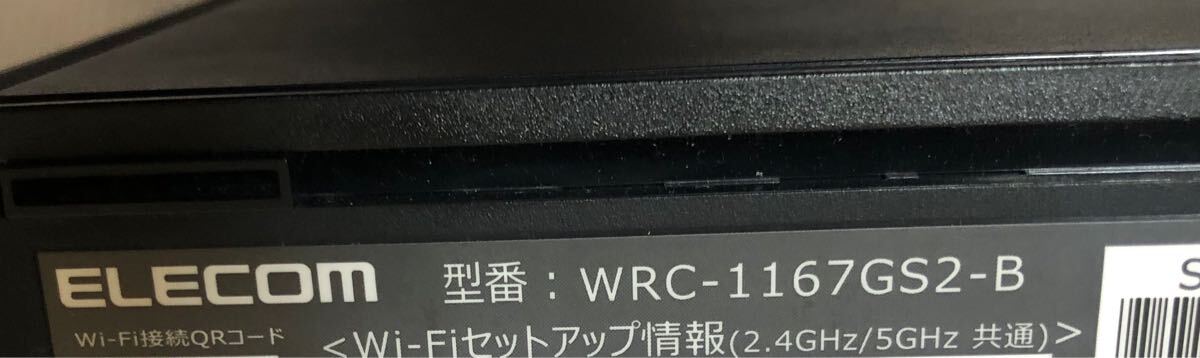 ELECOM 型番 : WRC-1167GS2-B
Wi-Fi接続QRコード <Wi-Fiセットアップ情報(2.4GHz/5GHz 共通)>
S